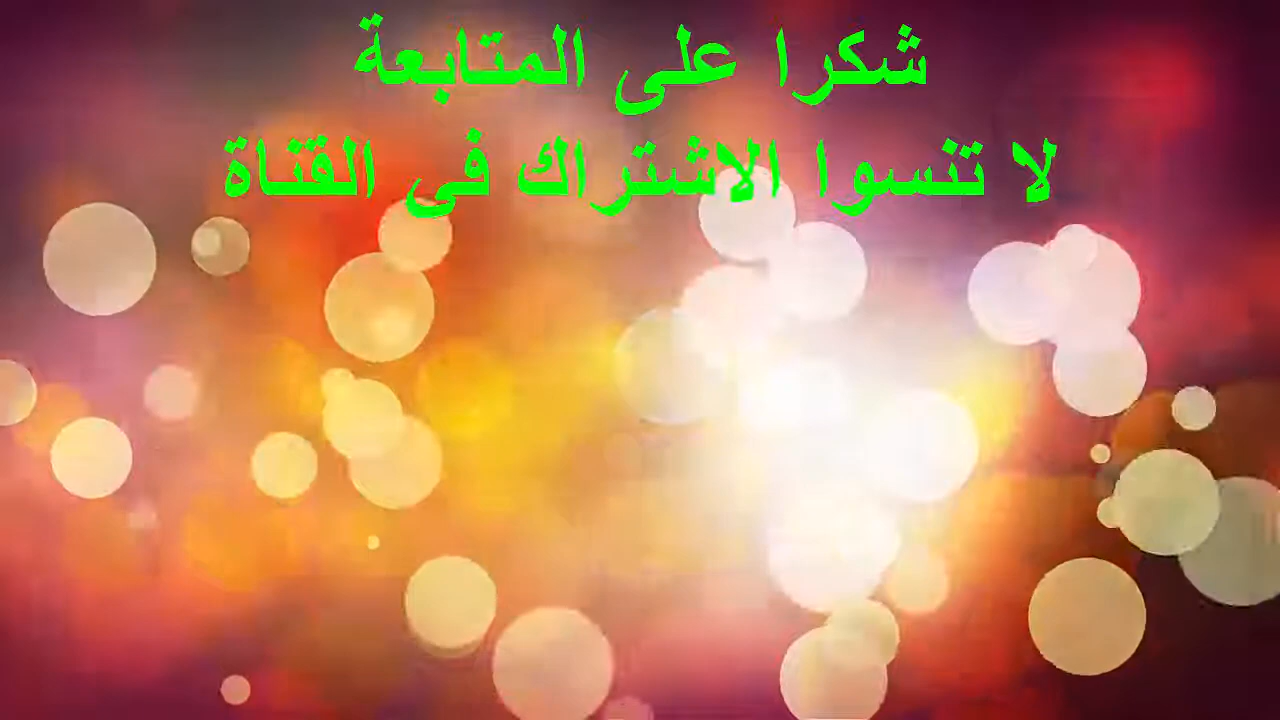 شكرا على المتابعة
لا تنسوا الاشتراك فى القناة